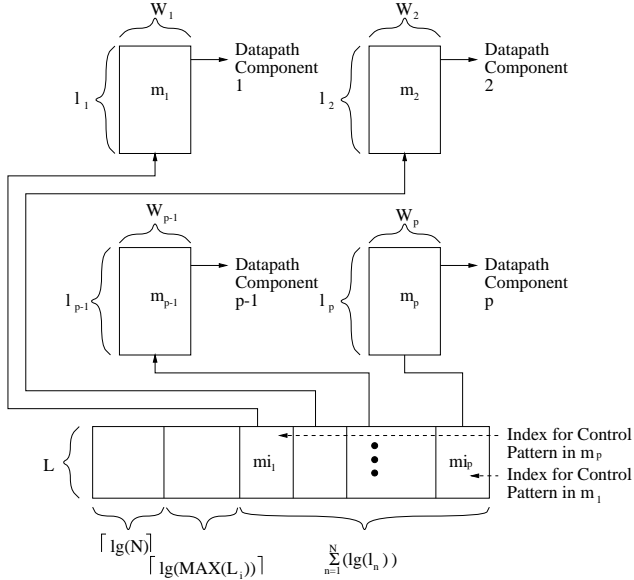 W1 W2
Datapath Component 1
Datapath Component 2
l1 m1
l2 m2
Wp-1 Wp
Datapath Component p-1
Datapath Component p
lp-1 mp-1
lp mp
L mi1 mip
Index for Control
Pattern in mp
Index for Control
Pattern in m1
⌈lg(N)⌉
⌈lg(MAX(Li))⌉
N
Σ(lg(ln))
n=1